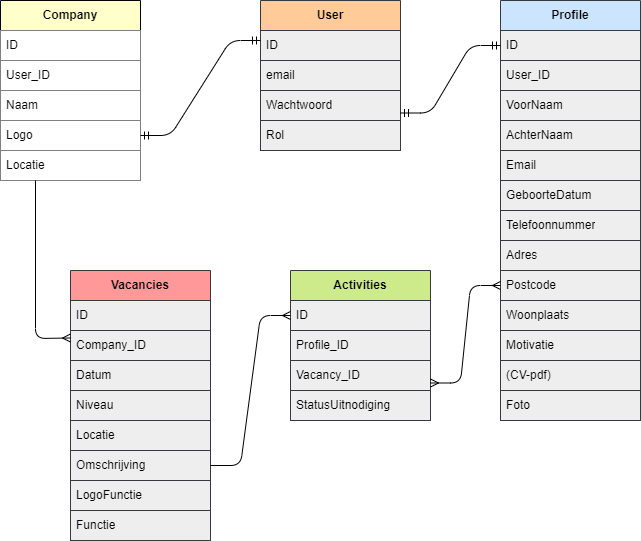 Company
ID
User_ID
Naam
Logo
Locatie
User
ID
email
Wachtwoord
Rol
Profile
ID
User_ID
VoorNaam
AchterNaam
Email
GeboorteDatum
Telefoonnummer
Adres
Postcode
Woonplaats
Motivatie
(CV-pdf)
Foto
Vacancies
ID
Company_ID
Datum
Niveau
Locatie
Omschrijving
LogoFunctie
Functie
Activities
ID
Profile_ID
Vacancy_ID
StatusUitnodiging